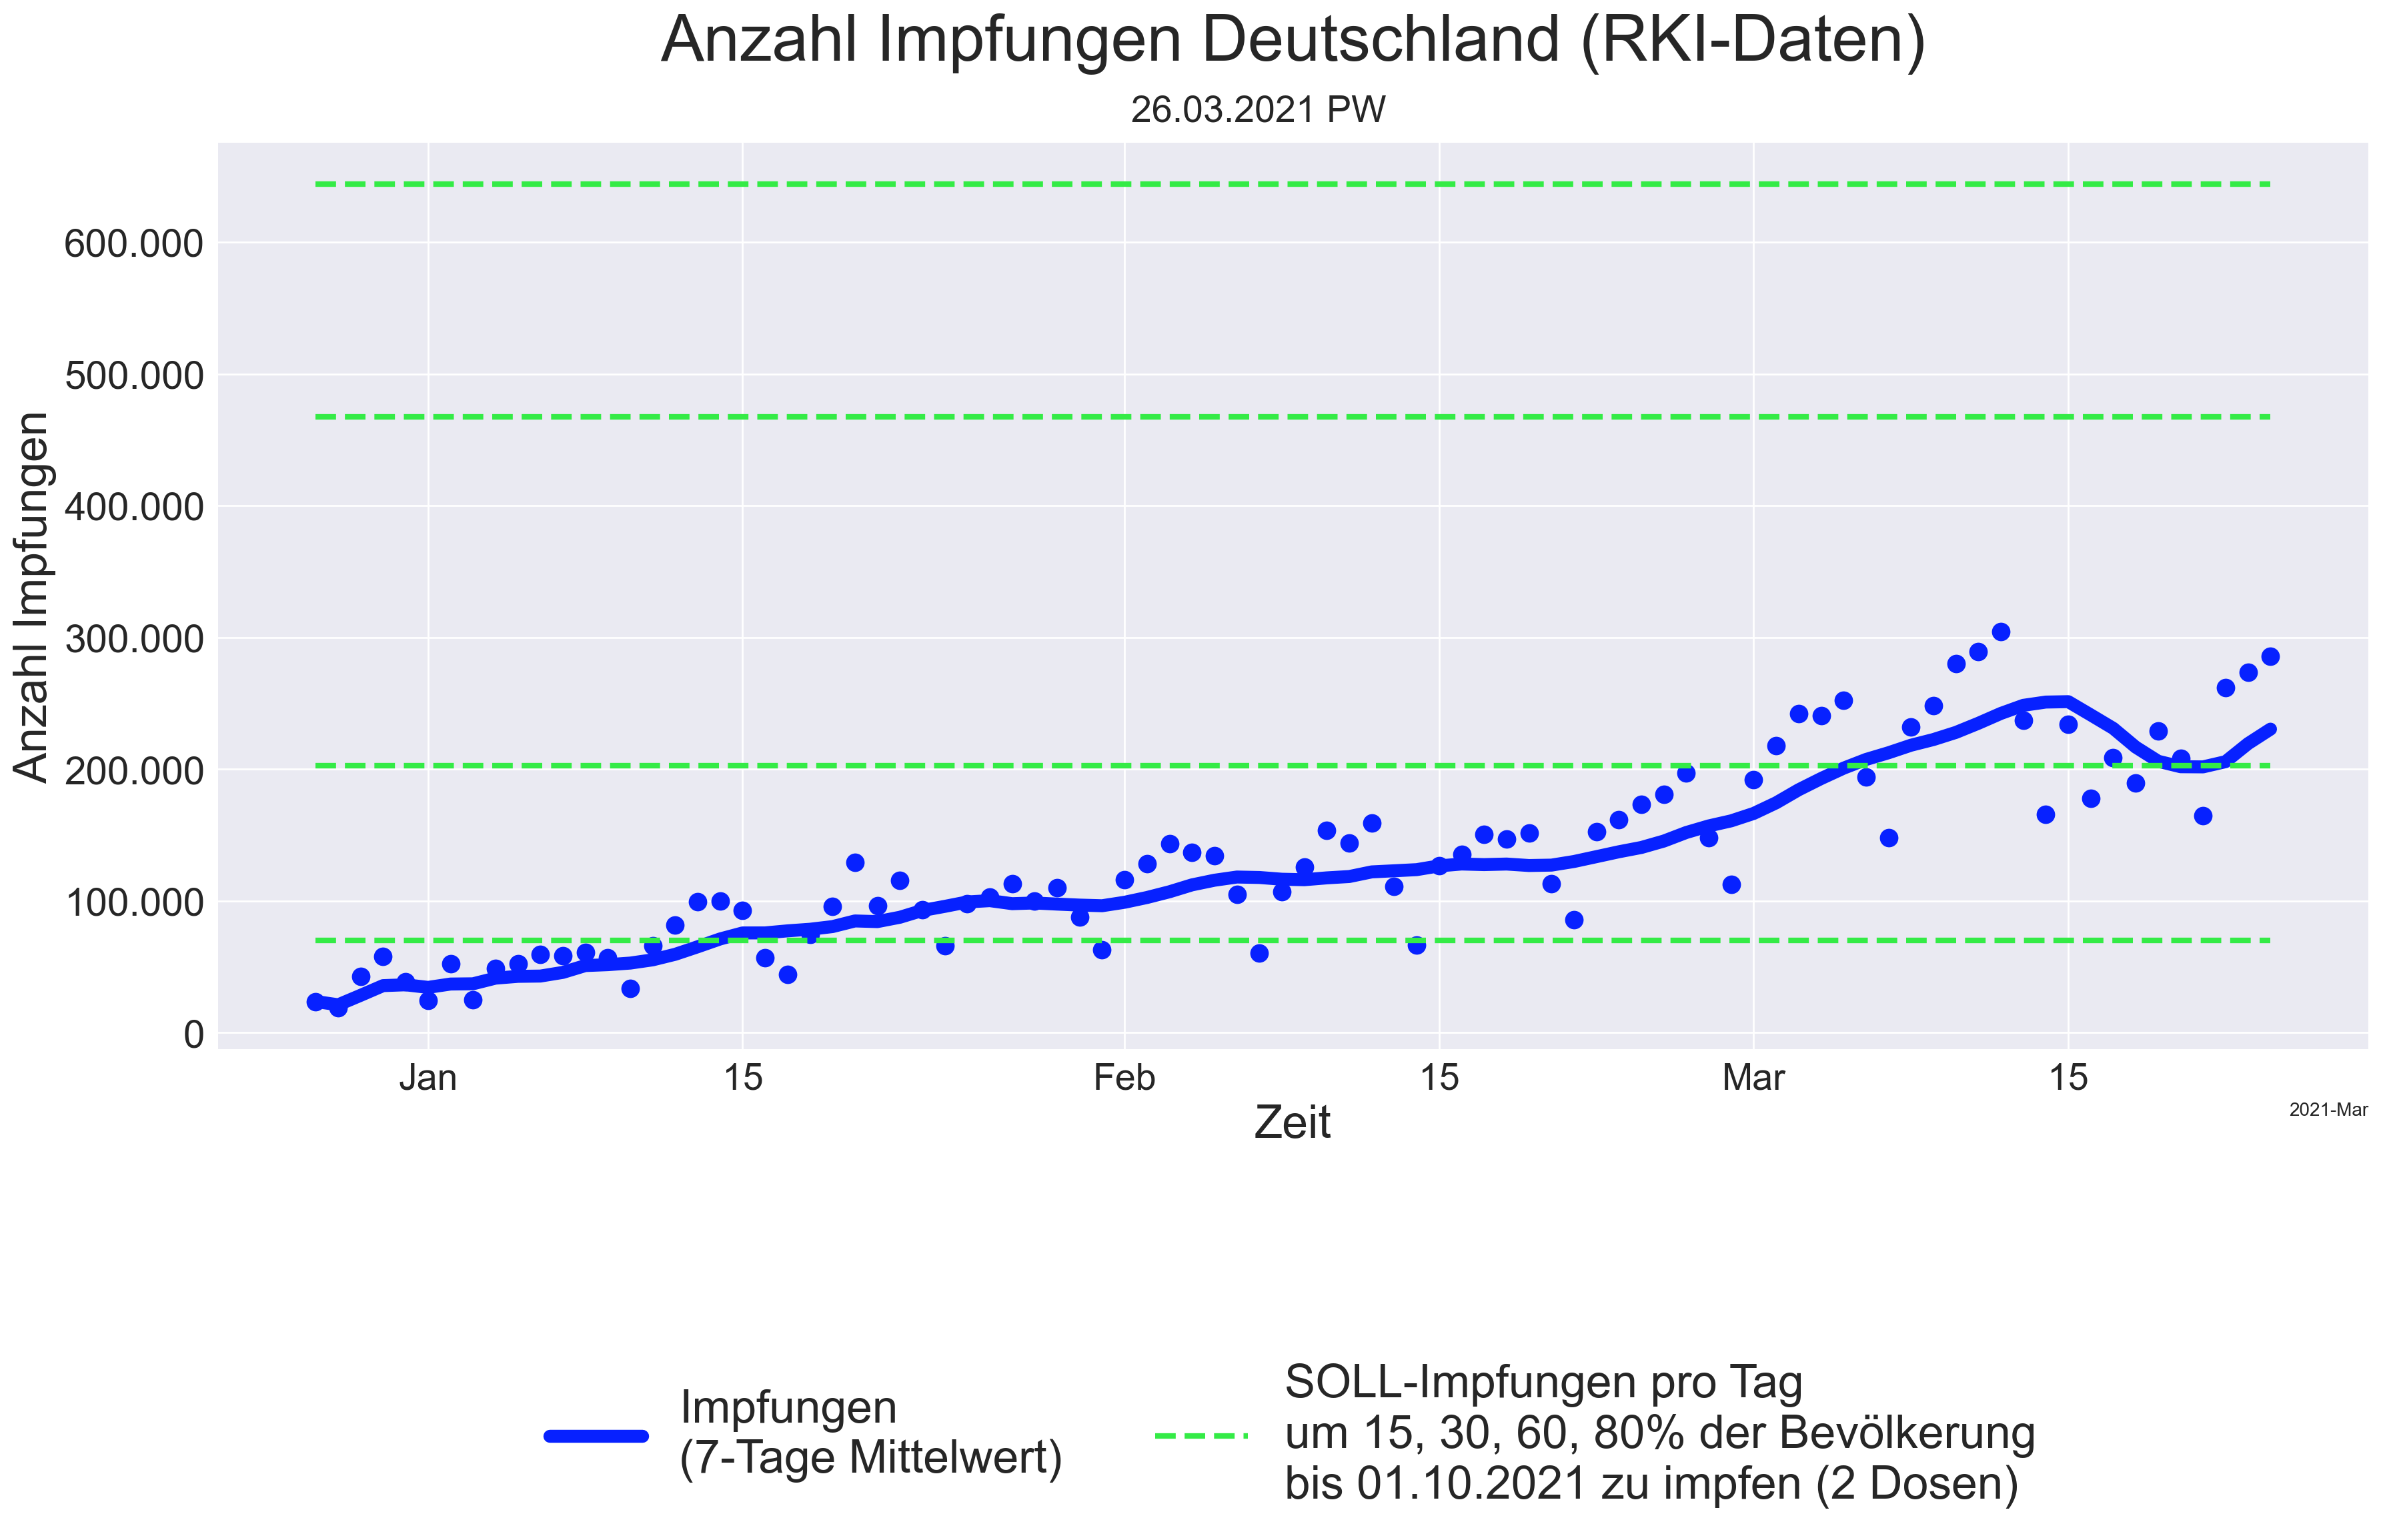 Anzahl Impfungen Deutschland (RKI-Daten)
26.03.2021 PW
Anzahl Impfungen
600.000
500.000
400.000
300.000
200.000
100.000
0
Jan
15
Feb
15
Mar
15
Zeit
2021-Mar
Impfungen
(7-Tage Mittelwert)
SOLL-Impfungen pro Tag
um 15, 30, 60, 80% der Bevölkerung
bis 01.10.2021 zu impfen (2 Dosen)